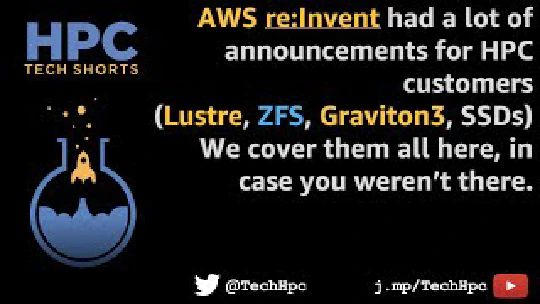 HPC
TECH SHORTS
AWS re:Invent had a lot of
announcements for HPC
customers
(Lustre, ZFS, Graviton3, SSDs)
We cover them all here, in
case you weren't there.
@TechHpc
j.mp/TechHpc